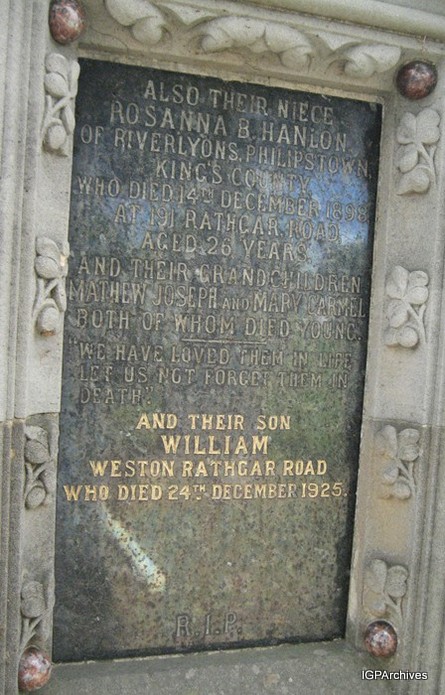 ALSO THEIR NIECE
ROSANNA B. HANLON,
OF RIVERLYONS, PHILIPSTOWN,
KING'S COUNTY
WHO DIED 14TH DECEMBER 1898
AT 191 RATHGAR ROAD
AGED 26 YEARS
AND THEIR GRANDCHILDREN
MATHEW JOSEPH AND MARY CARMEL
BOTH OF WHOM DIED YOUNG.
"WE HAVE LOVED THEM IN LIFE
LET US NOT FORGET THEM IN
DEATH".
AND THEIR SON
WILLIAM
WESTON RATHGAR ROAD
WHO DIED 24TH DECEMBER 1925.
R.I.P.
IGPArchives